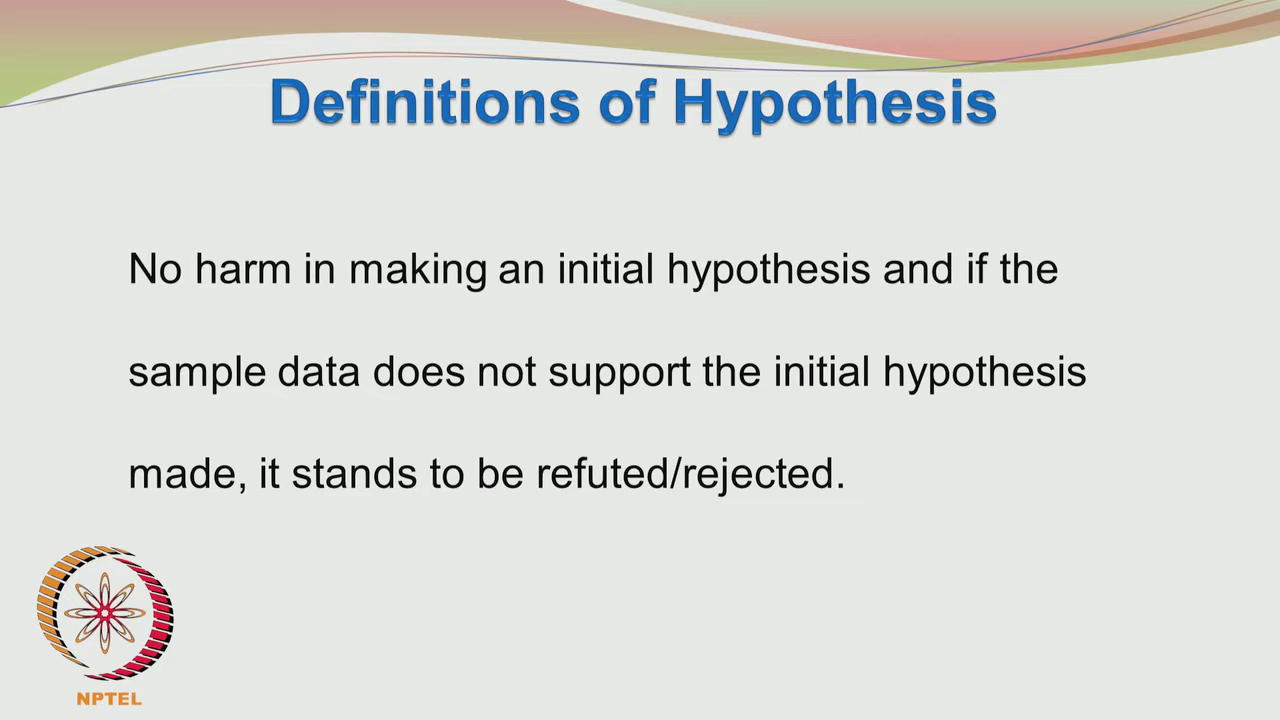 Definitions of Hypothesis
No harm in making an initial hypothesis and if the
sample data does not support the initial hypothesis
made, it stands to be refuted/rejected.
NPTEL